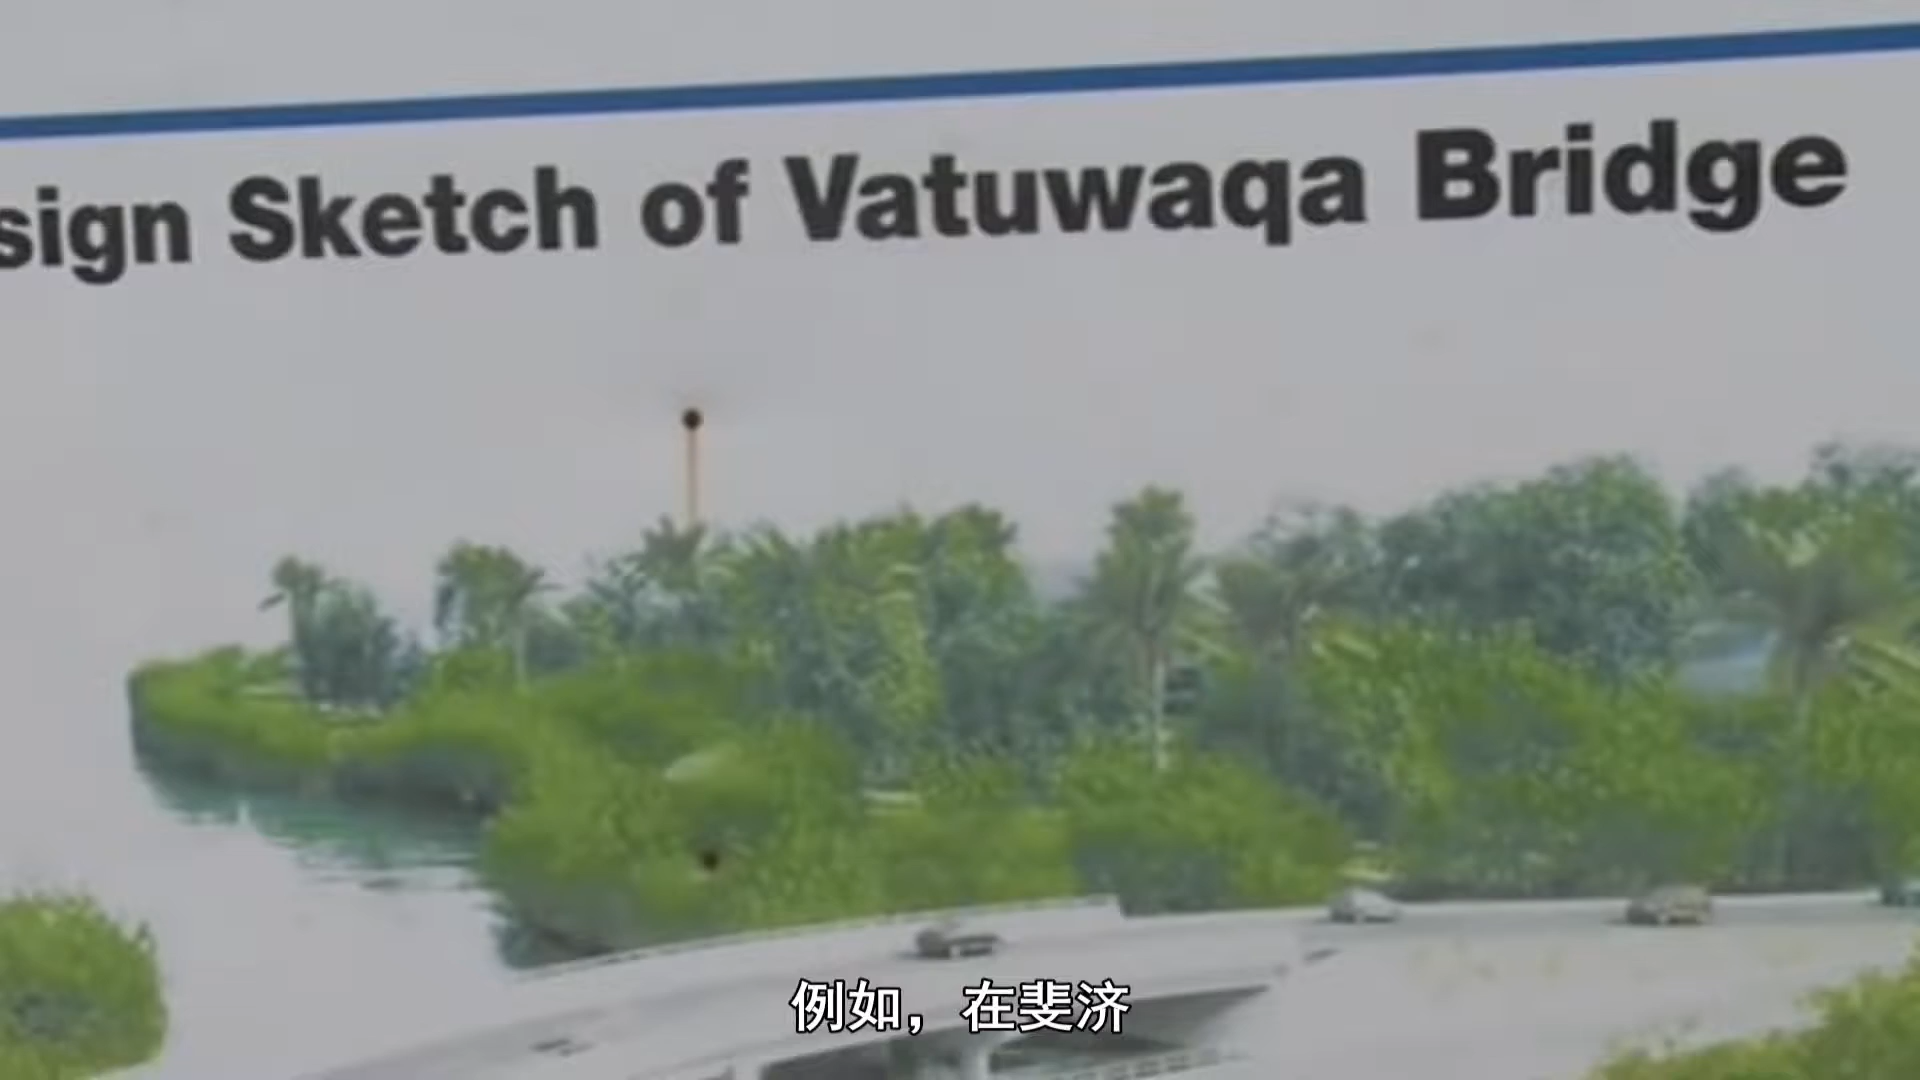 sign Sketch of Vatuwaqa Bridge
例如，在斐济